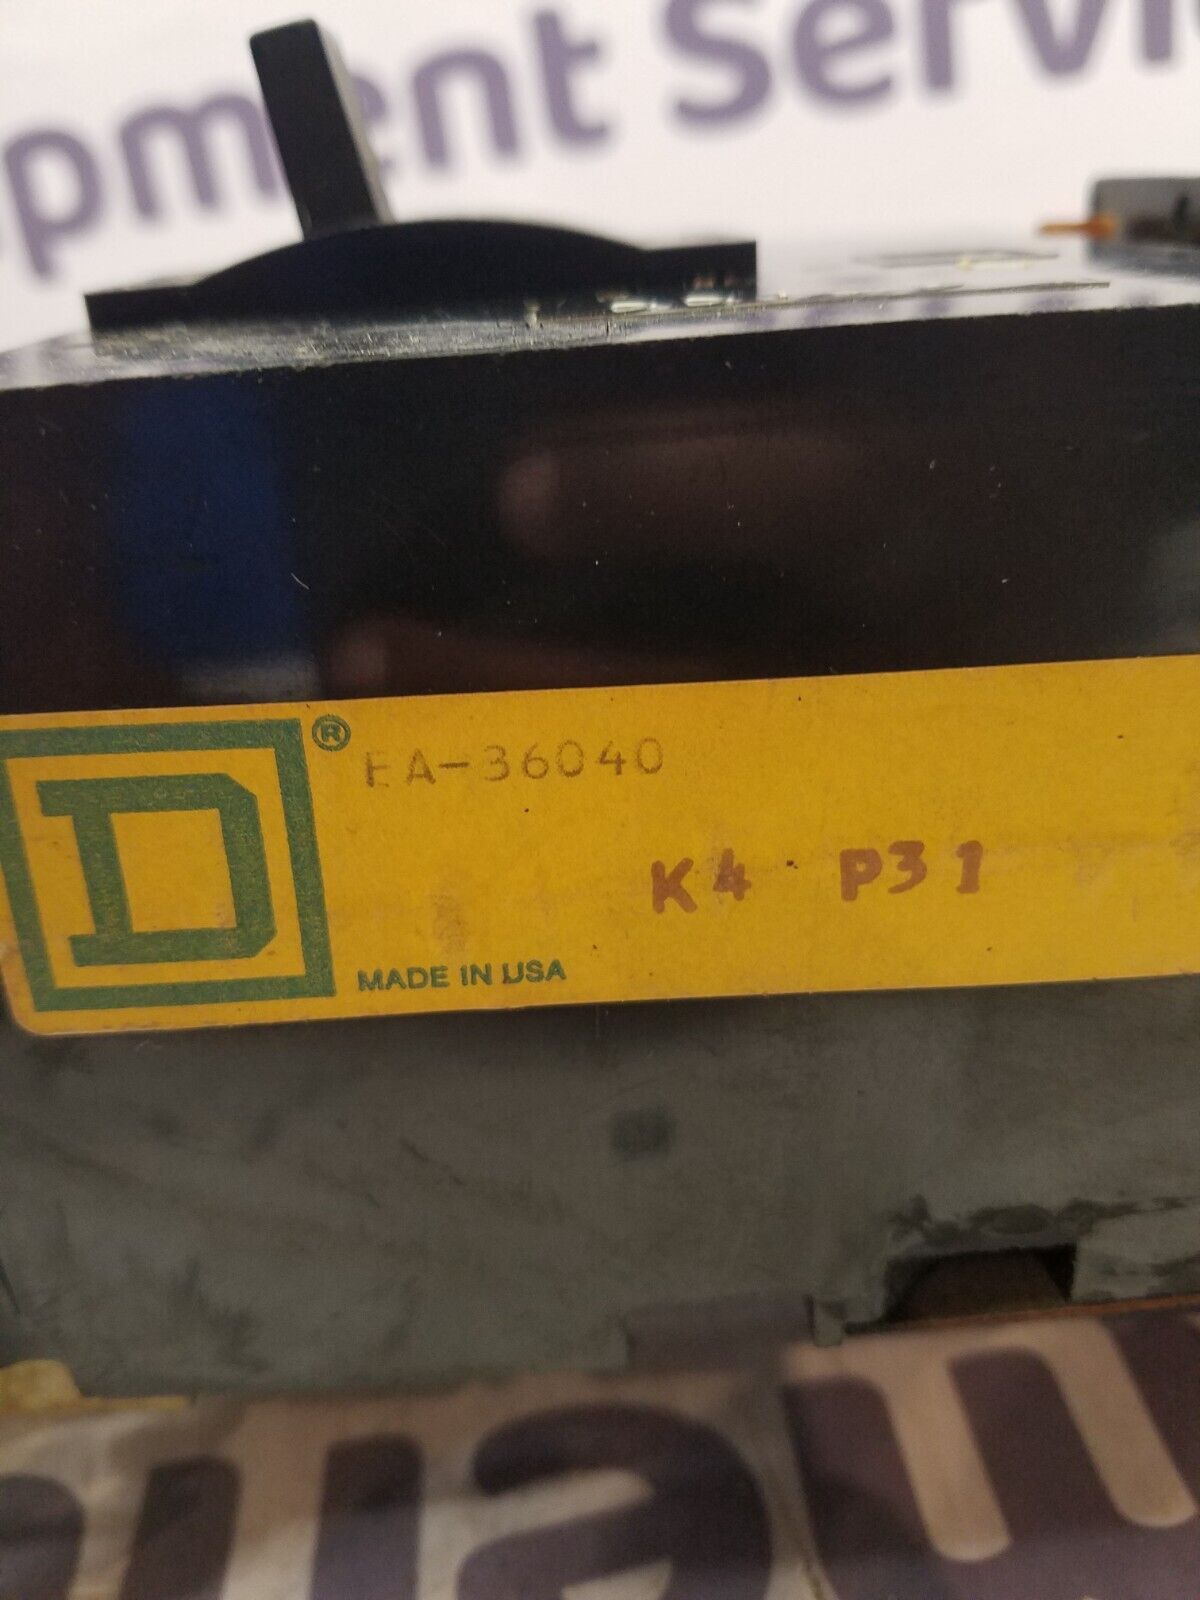 pment Servi
D ®
EA-36040
K4 P31
MADE IN USA